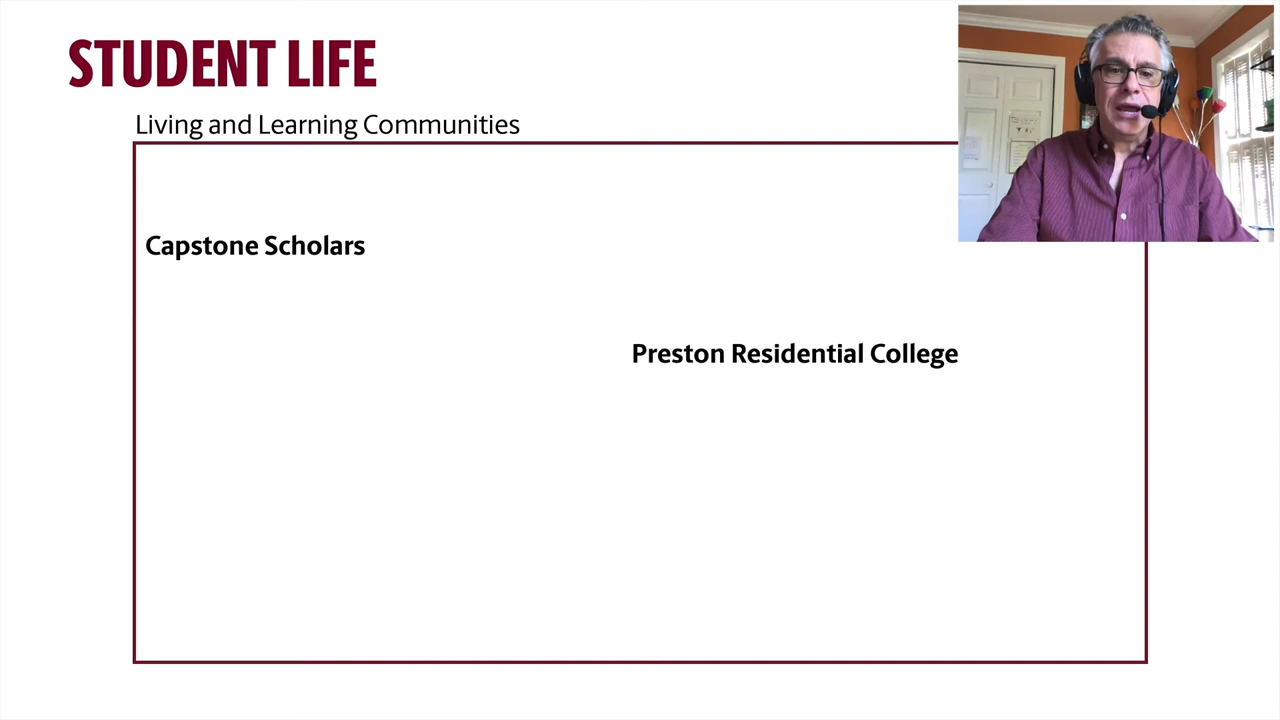 STUDENT LIFE
Living and Learning Communities
Capstone Scholars
Preston Residential College